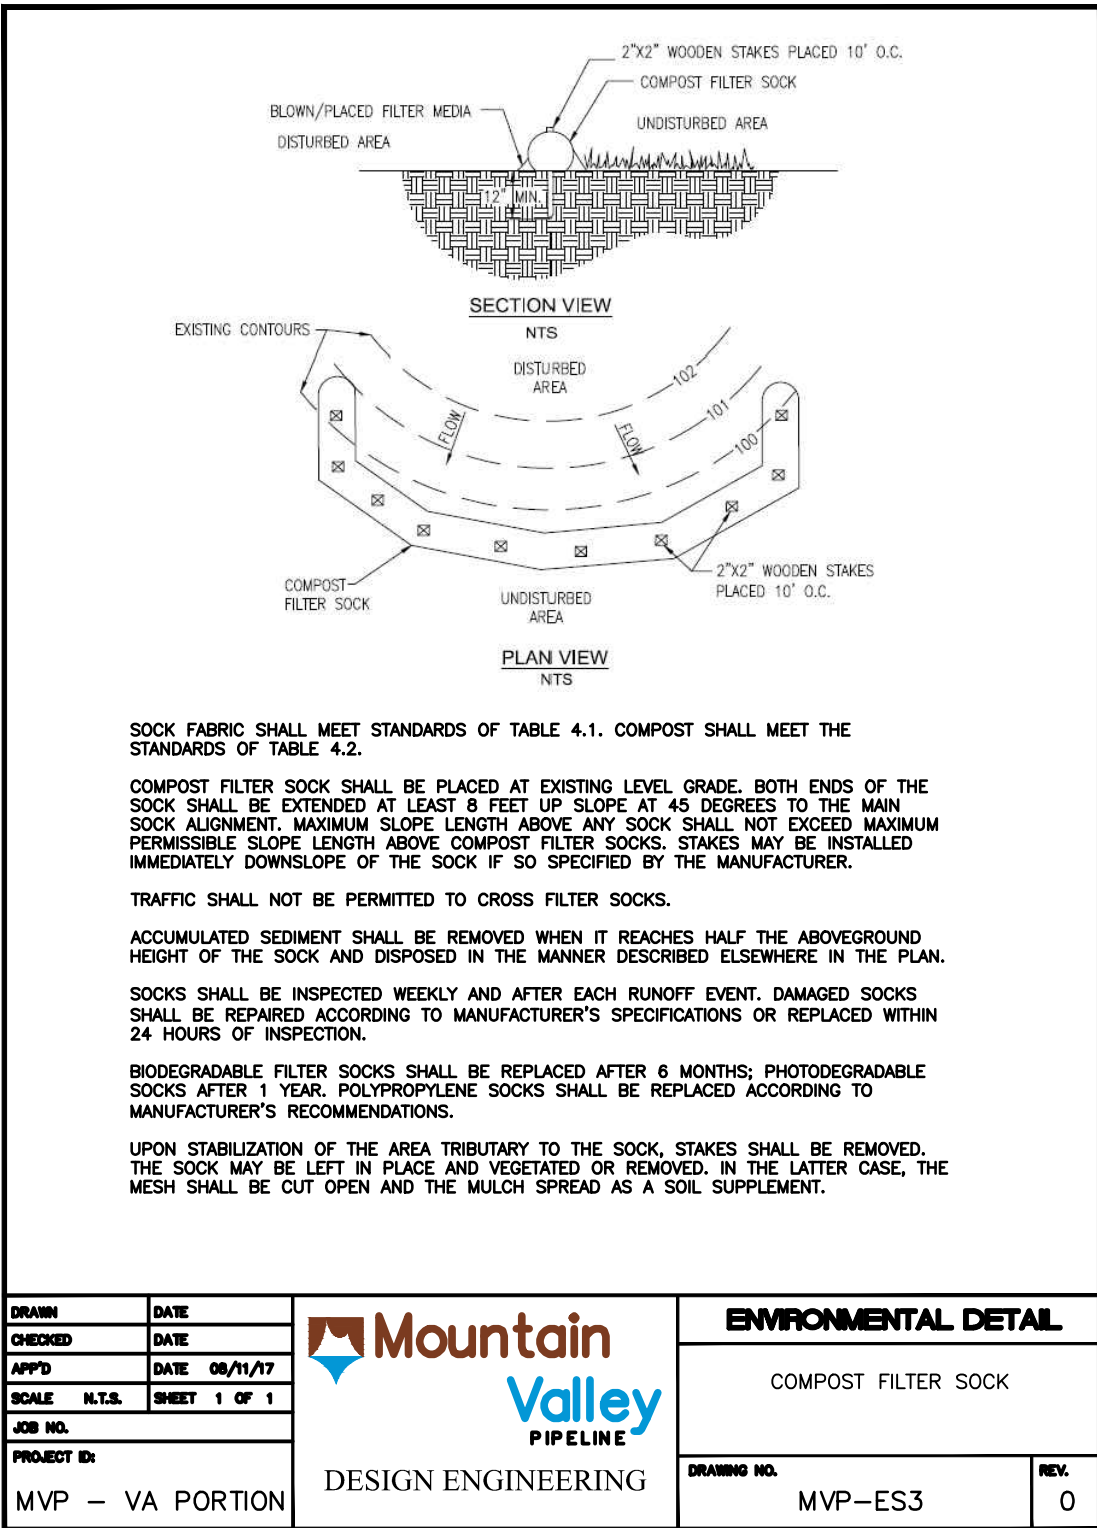 2"X2" WOODEN STAKES PLACED 10' O.C.
COMPOST FILTER SOCK
BLOWN/PLACED FILTER MEDIA
UNDISTURBED AREA
DISTURBED AREA
12" MIN.
SECTION VIEW
NTS
EXISTING CONTOURS
DISTURBED
AREA
102
101
100
FLOW
FLOW
2"X2" WOODEN STAKES
PLACED 10' O.C.
COMPOST
FILTER SOCK
UNDISTURBED
AREA
PLAN VIEW
NTS
SOCK FABRIC SHALL MEET STANDARDS OF TABLE 4.1. COMPOST SHALL MEET THE
STANDARDS OF TABLE 4.2.
COMPOST FILTER SOCK SHALL BE PLACED AT EXISTING LEVEL GRADE. BOTH ENDS OF THE
SOCK SHALL BE EXTENDED AT LEAST 8 FEET UP SLOPE AT 45 DEGREES TO THE MAIN
SOCK ALIGNMENT. MAXIMUM SLOPE LENGTH ABOVE ANY SOCK SHALL NOT EXCEED MAXIMUM
PERMISSIBLE SLOPE LENGTH ABOVE COMPOST FILTER SOCKS. STAKES MAY BE INSTALLED
IMMEDIATELY DOWNSLOPE OF THE SOCK IF SO SPECIFIED BY THE MANUFACTURER.
TRAFFIC SHALL NOT BE PERMITTED TO CROSS FILTER SOCKS.
ACCUMULATED SEDIMENT SHALL BE REMOVED WHEN IT REACHES HALF THE ABOVEGROUND
HEIGHT OF THE SOCK AND DISPOSED IN THE MANNER DESCRIBED ELSEWHERE IN THE PLAN.
SOCKS SHALL BE INSPECTED WEEKLY AND AFTER EACH RUNOFF EVENT. DAMAGED SOCKS
SHALL BE REPAIRED ACCORDING TO MANUFACTURER'S SPECIFICATIONS OR REPLACED WITHIN
24 HOURS OF INSPECTION.
BIODEGRADABLE FILTER SOCKS SHALL BE REPLACED AFTER 6 MONTHS; PHOTODEGRADABLE
SOCKS AFTER 1 YEAR. POLYPROPYLENE SOCKS SHALL BE REPLACED ACCORDING TO
MANUFACTURER'S RECOMMENDATIONS.
UPON STABILIZATION OF THE AREA TRIBUTARY TO THE SOCK, STAKES SHALL BE REMOVED.
THE SOCK MAY BE LEFT IN PLACE AND VEGETATED OR REMOVED. IN THE LATTER CASE, THE
MESH SHALL BE CUT OPEN AND THE MULCH SPREAD AS A SOIL SUPPLEMENT.
DRAWN DATE
CHECKED DATE
APP'D DATE 08/11/17
SCALE N.T.S. SHEET 1 OF 1
JOB NO.
PROJECT ID:
MVP - VA PORTION
Mountain
Valley
PIPELINE
DESIGN ENGINEERING
ENVIRONMENTAL DETAIL
COMPOST FILTER SOCK
DRAWING NO.
MVP-ES3
REV.
0